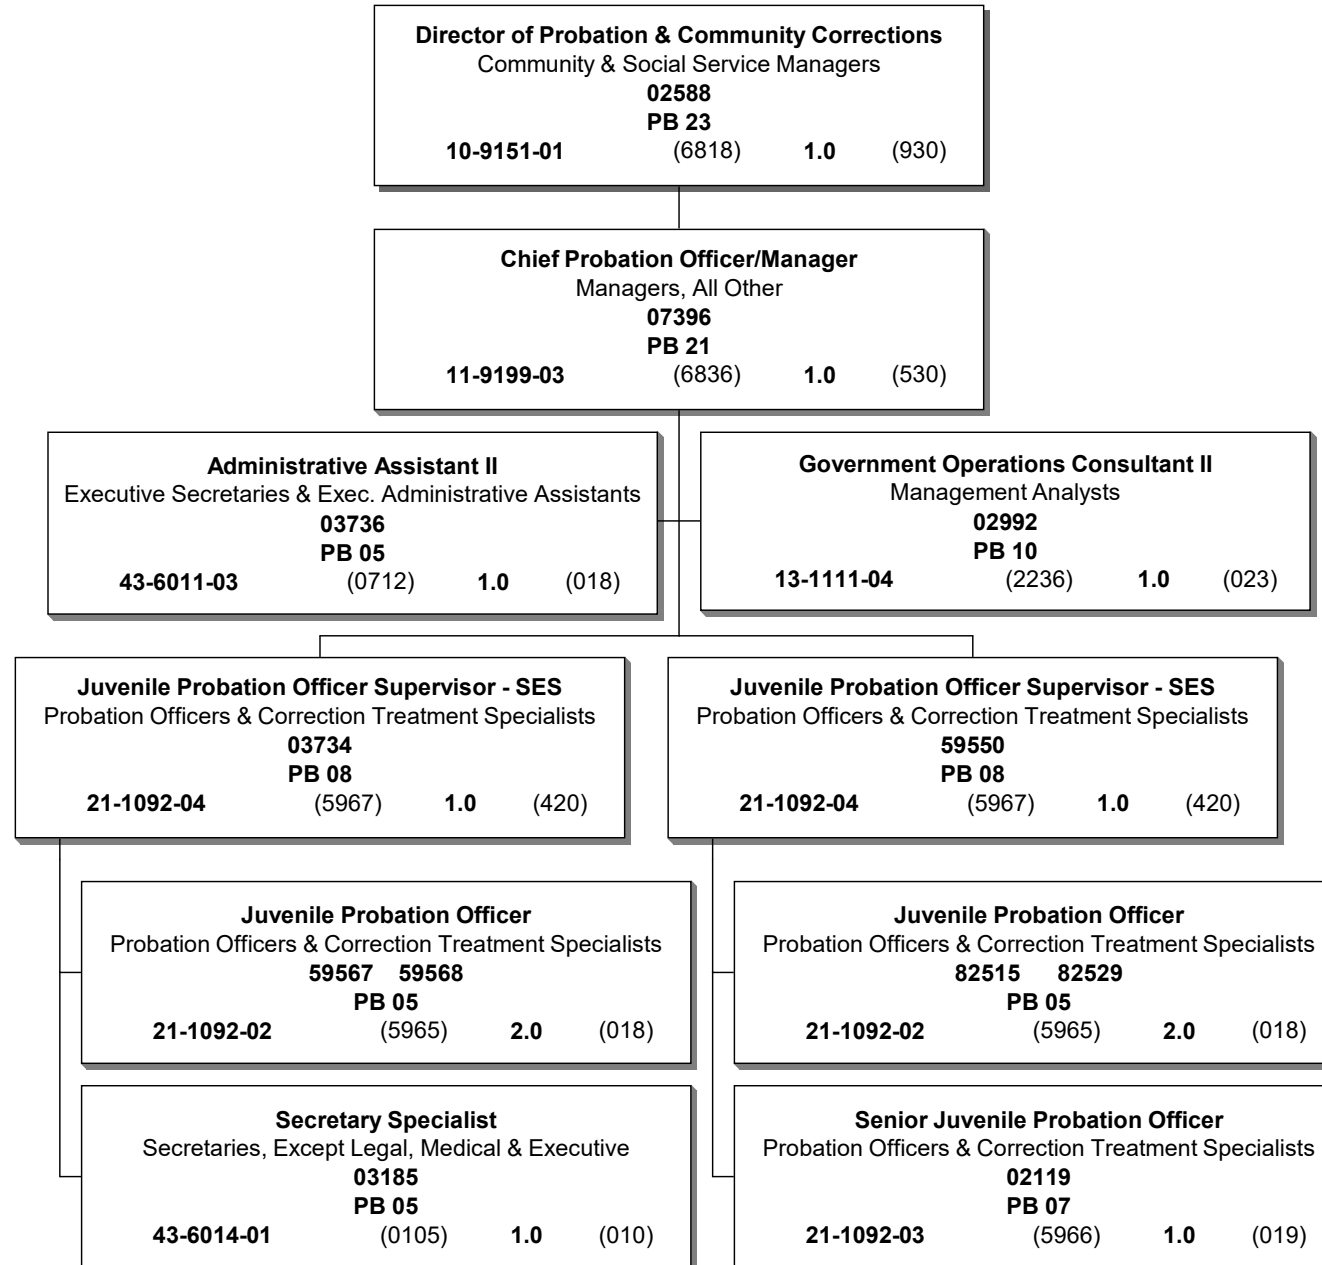 Director of Probation & Community Corrections
Community & Social Service Managers
02588
PB 23
10-9151-01 (6818) 1.0 (930)
Chief Probation Officer/Manager
Managers, All Other
07396
PB 21
11-9199-03 (6836) 1.0 (530)
Administrative Assistant II
Executive Secretaries & Exec. Administrative Assistants
03736
PB 05
43-6011-03 (0712) 1.0 (018)
Government Operations Consultant II
Management Analysts
02992
PB 10
13-1111-04 (2236) 1.0 (023)
Juvenile Probation Officer Supervisor - SES
Probation Officers & Correction Treatment Specialists
03734
PB 08
21-1092-04 (5967) 1.0 (420)
Juvenile Probation Officer Supervisor - SES
Probation Officers & Correction Treatment Specialists
59550
PB 08
21-1092-04 (5967) 1.0 (420)
Juvenile Probation Officer
Probation Officers & Correction Treatment Specialists
59567 59568
PB 05
21-1092-02 (5965) 2.0 (018)
Juvenile Probation Officer
Probation Officers & Correction Treatment Specialists
82515 82529
PB 05
21-1092-02 (5965) 2.0 (018)
Secretary Specialist
Secretaries, Except Legal, Medical & Executive
03185
PB 05
43-6014-01 (0105) 1.0 (010)
Senior Juvenile Probation Officer
Probation Officers & Correction Treatment Specialists
02119
PB 07
21-1092-03 (5966) 1.0 (019)